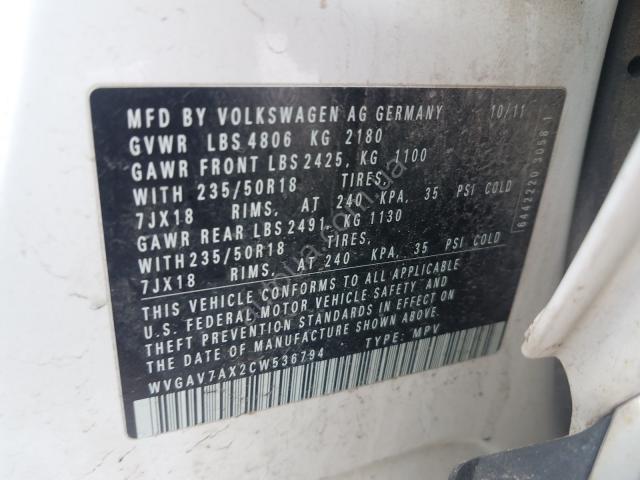 MFD BY VOLKSWAGEN AG GERMANY 10/11
GVWR LBS 4806 KG 2180
GAWR FRONT LBS 2425, KG 1100
WITH 235/50R18 TIRES,
7JX18 RIMS, AT 240 KPA, 35 PSI COLD
GAWR REAR LBS 2491, KG 1130
WITH 235/50R18 TIRES,
7JX18 RIMS, AT 240 KPA, 35 PSI COLD
THIS VEHICLE CONFORMS TO ALL APPLICABLE
U.S. FEDERAL MOTOR VEHICLE SAFETY AND
THEFT PREVENTION STANDARDS IN EFFECT ON
THE DATE OF MANUFACTURE SHOWN ABOVE.
WVGAV7AX2CW536794 TYPE: MPV
6442220 3058-1